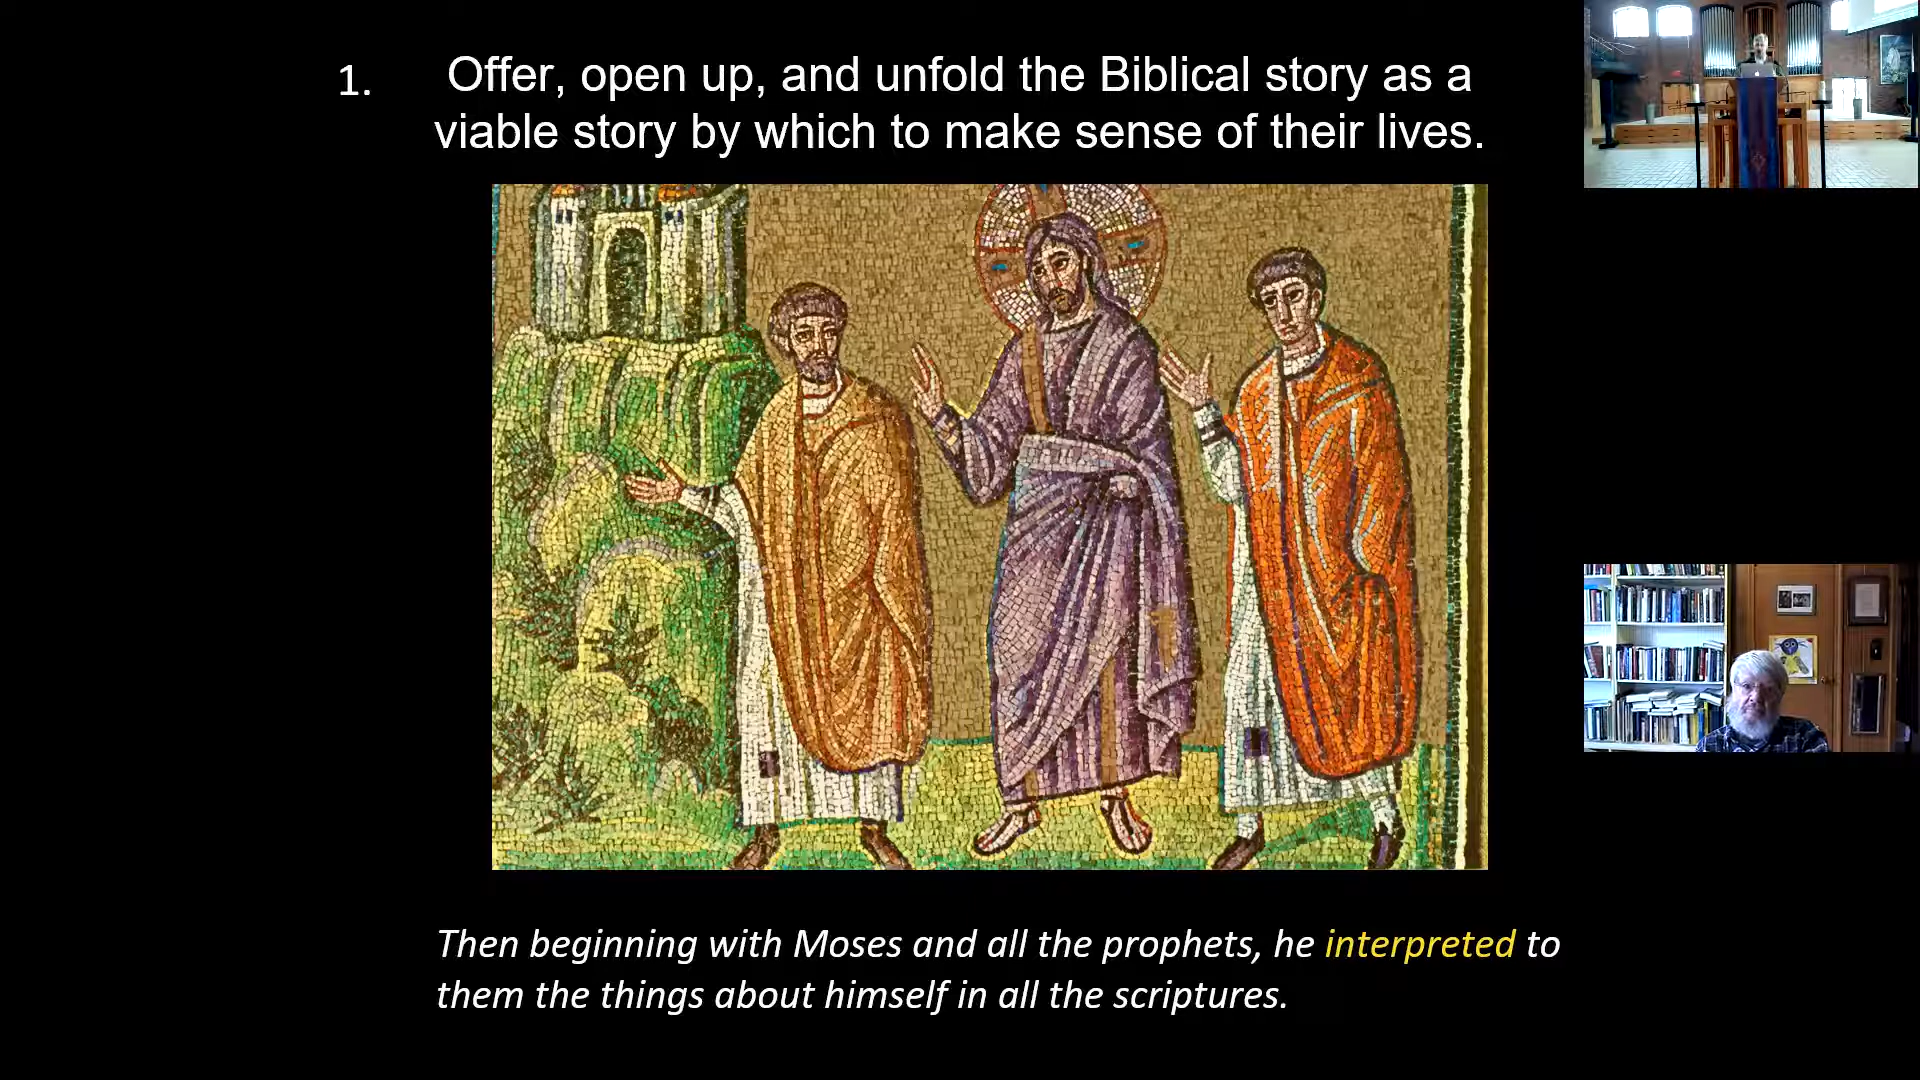 1. Offer, open up, and unfold the Biblical story as a
viable story by which to make sense of their lives.
Then beginning with Moses and all the prophets, he interpreted to
them the things about himself in all the scriptures.